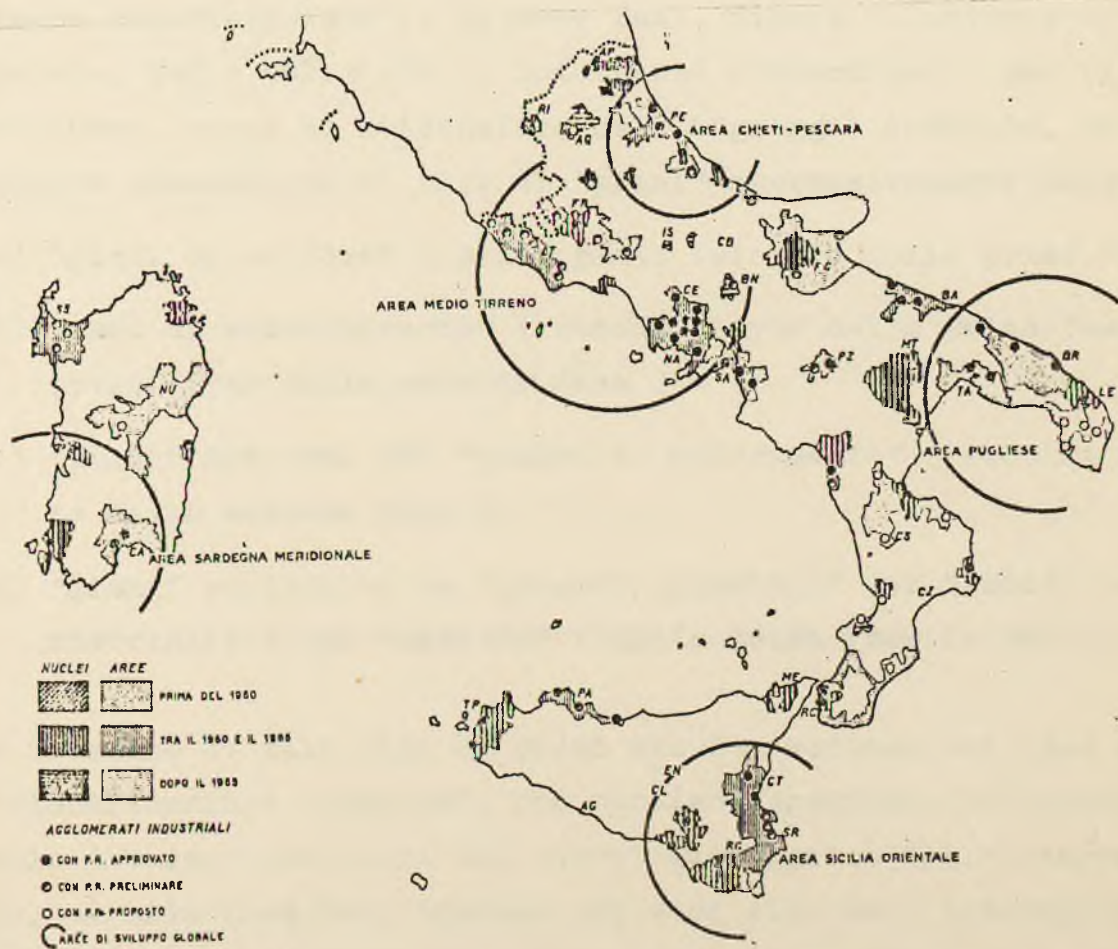 AP
RI
AQ
PE
AREA CHIETI-PESCARA
FR
LT
IS
CB
FG
AREA MEDIO TIRRENO
CE
BN
NA
SA
PZ
MT
BA
BR
TA
LE
AREA PUGLIESE
SS
NU
CA
AREA SARDEGNA MERIDIONALE
CS
CZ
ME
RC
TP
PA
EN
CL
CT
AG
SR
RG
AREA SICILIA ORIENTALE
NUCLEI AREE
PRIMA DEL 1960
TRA IL 1960 E IL 1965
DOPO IL 1965
AGGLOMERATI INDUSTRIALI
CON P.R. APPROVATO
CON P.R. PRELIMINARE
CON P.R. PROPOSTO
AREE DI SVILUPPO GLOBALE